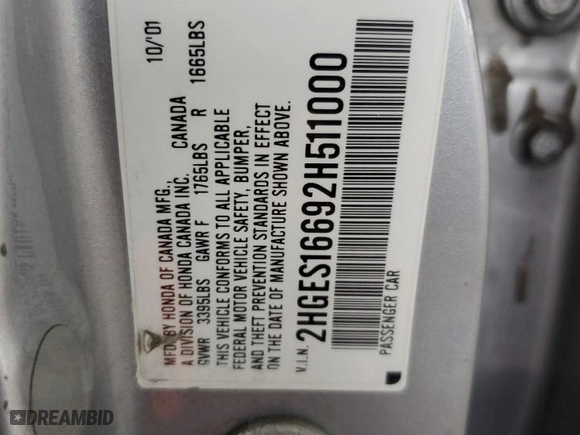 MFD. BY HONDA OF CANADA MFG., 10/'01
A DIVISION OF HONDA CANADA INC. CANADA
GVWR 3395LBS GAWR F 1765LBS R 1665LBS
THIS VEHICLE CONFORMS TO ALL APPLICABLE
FEDERAL MOTOR VEHICLE SAFETY, BUMPER,
AND THEFT PREVENTION STANDARDS IN EFFECT
ON THE DATE OF MANUFACTURE SHOWN ABOVE.
V.I.N. 2HGES16692H511000
PASSENGER CAR
DREAMBID